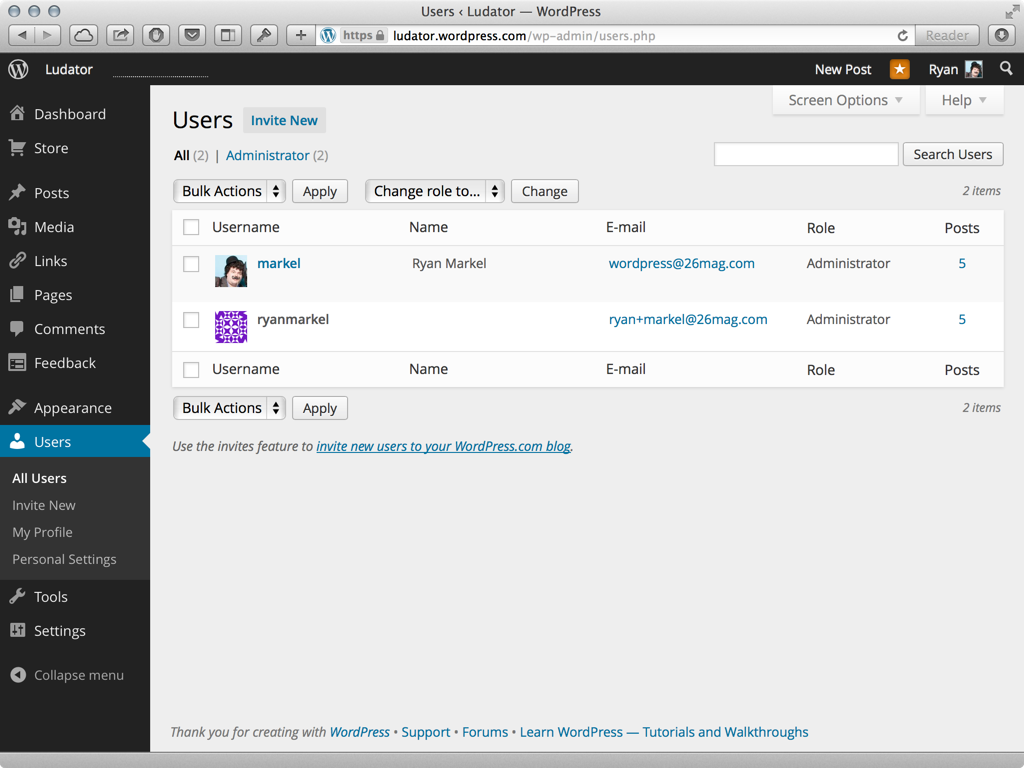 Users ‹ Ludator — WordPress
https ludator.wordpress.com/wp-admin/users.php Reader
Ludator New Post Ryan
Screen Options Help
Dashboard
Store
Posts
Media
Links
Pages
Comments
Feedback
Appearance
Users
All Users
Invite New
My Profile
Personal Settings
Tools
Settings
Collapse menu
Users Invite New
All (2) | Administrator (2)
Search Users
Bulk Actions Apply Change role to... Change 2 items
Username Name E-mail Role Posts
markel Ryan Markel wordpress@26mag.com Administrator 5
ryanmarkel ryan+markel@26mag.com Administrator 5
Username Name E-mail Role Posts
Bulk Actions Apply 2 items
Use the invites feature to invite new users to your WordPress.com blog.
Thank you for creating with WordPress • Support • Forums • Learn WordPress — Tutorials and Walkthroughs